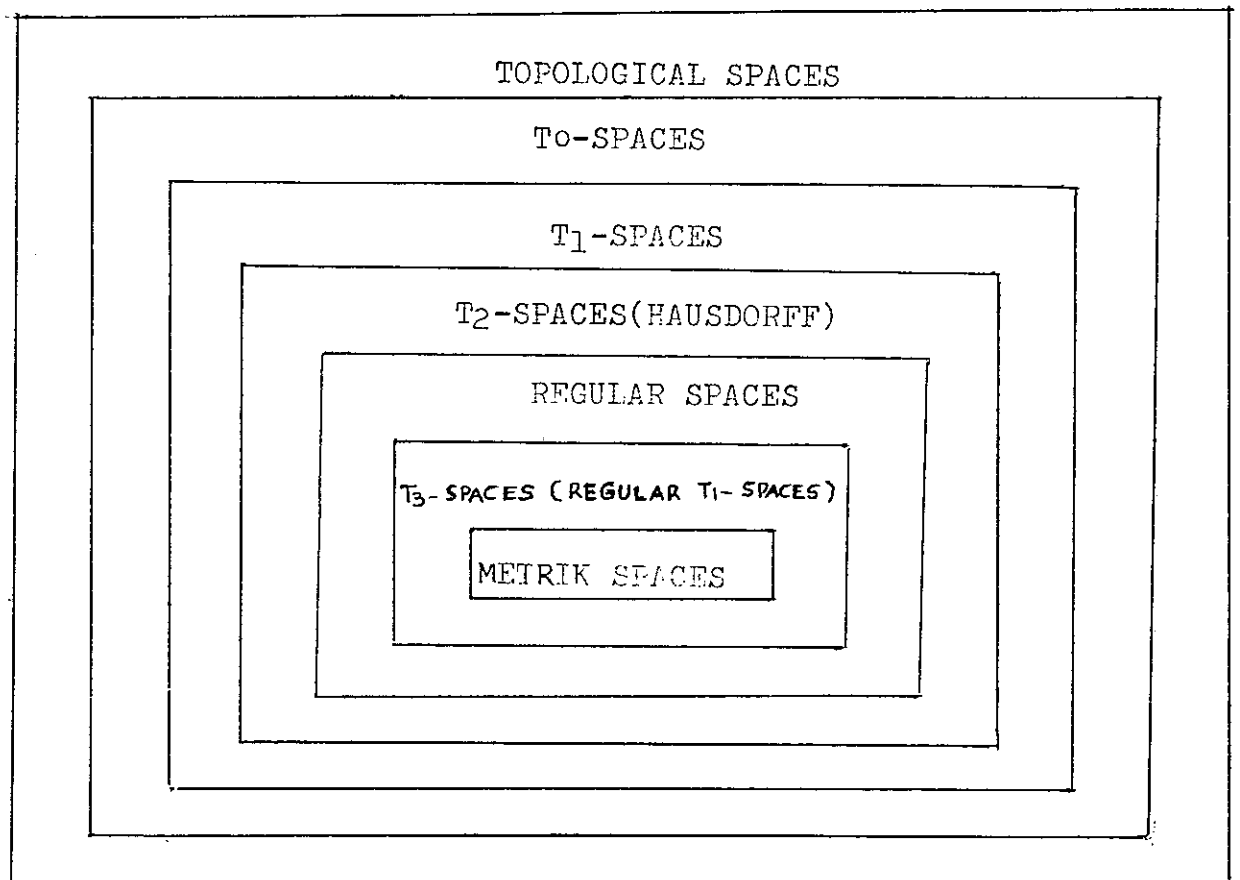 TOPOLOGICAL SPACES
To-SPACES
T1-SPACES
T2-SPACES(HAUSDORFF)
REGULAR SPACES
T3-SPACES (REGULAR T1-SPACES)
METRIK SPACES